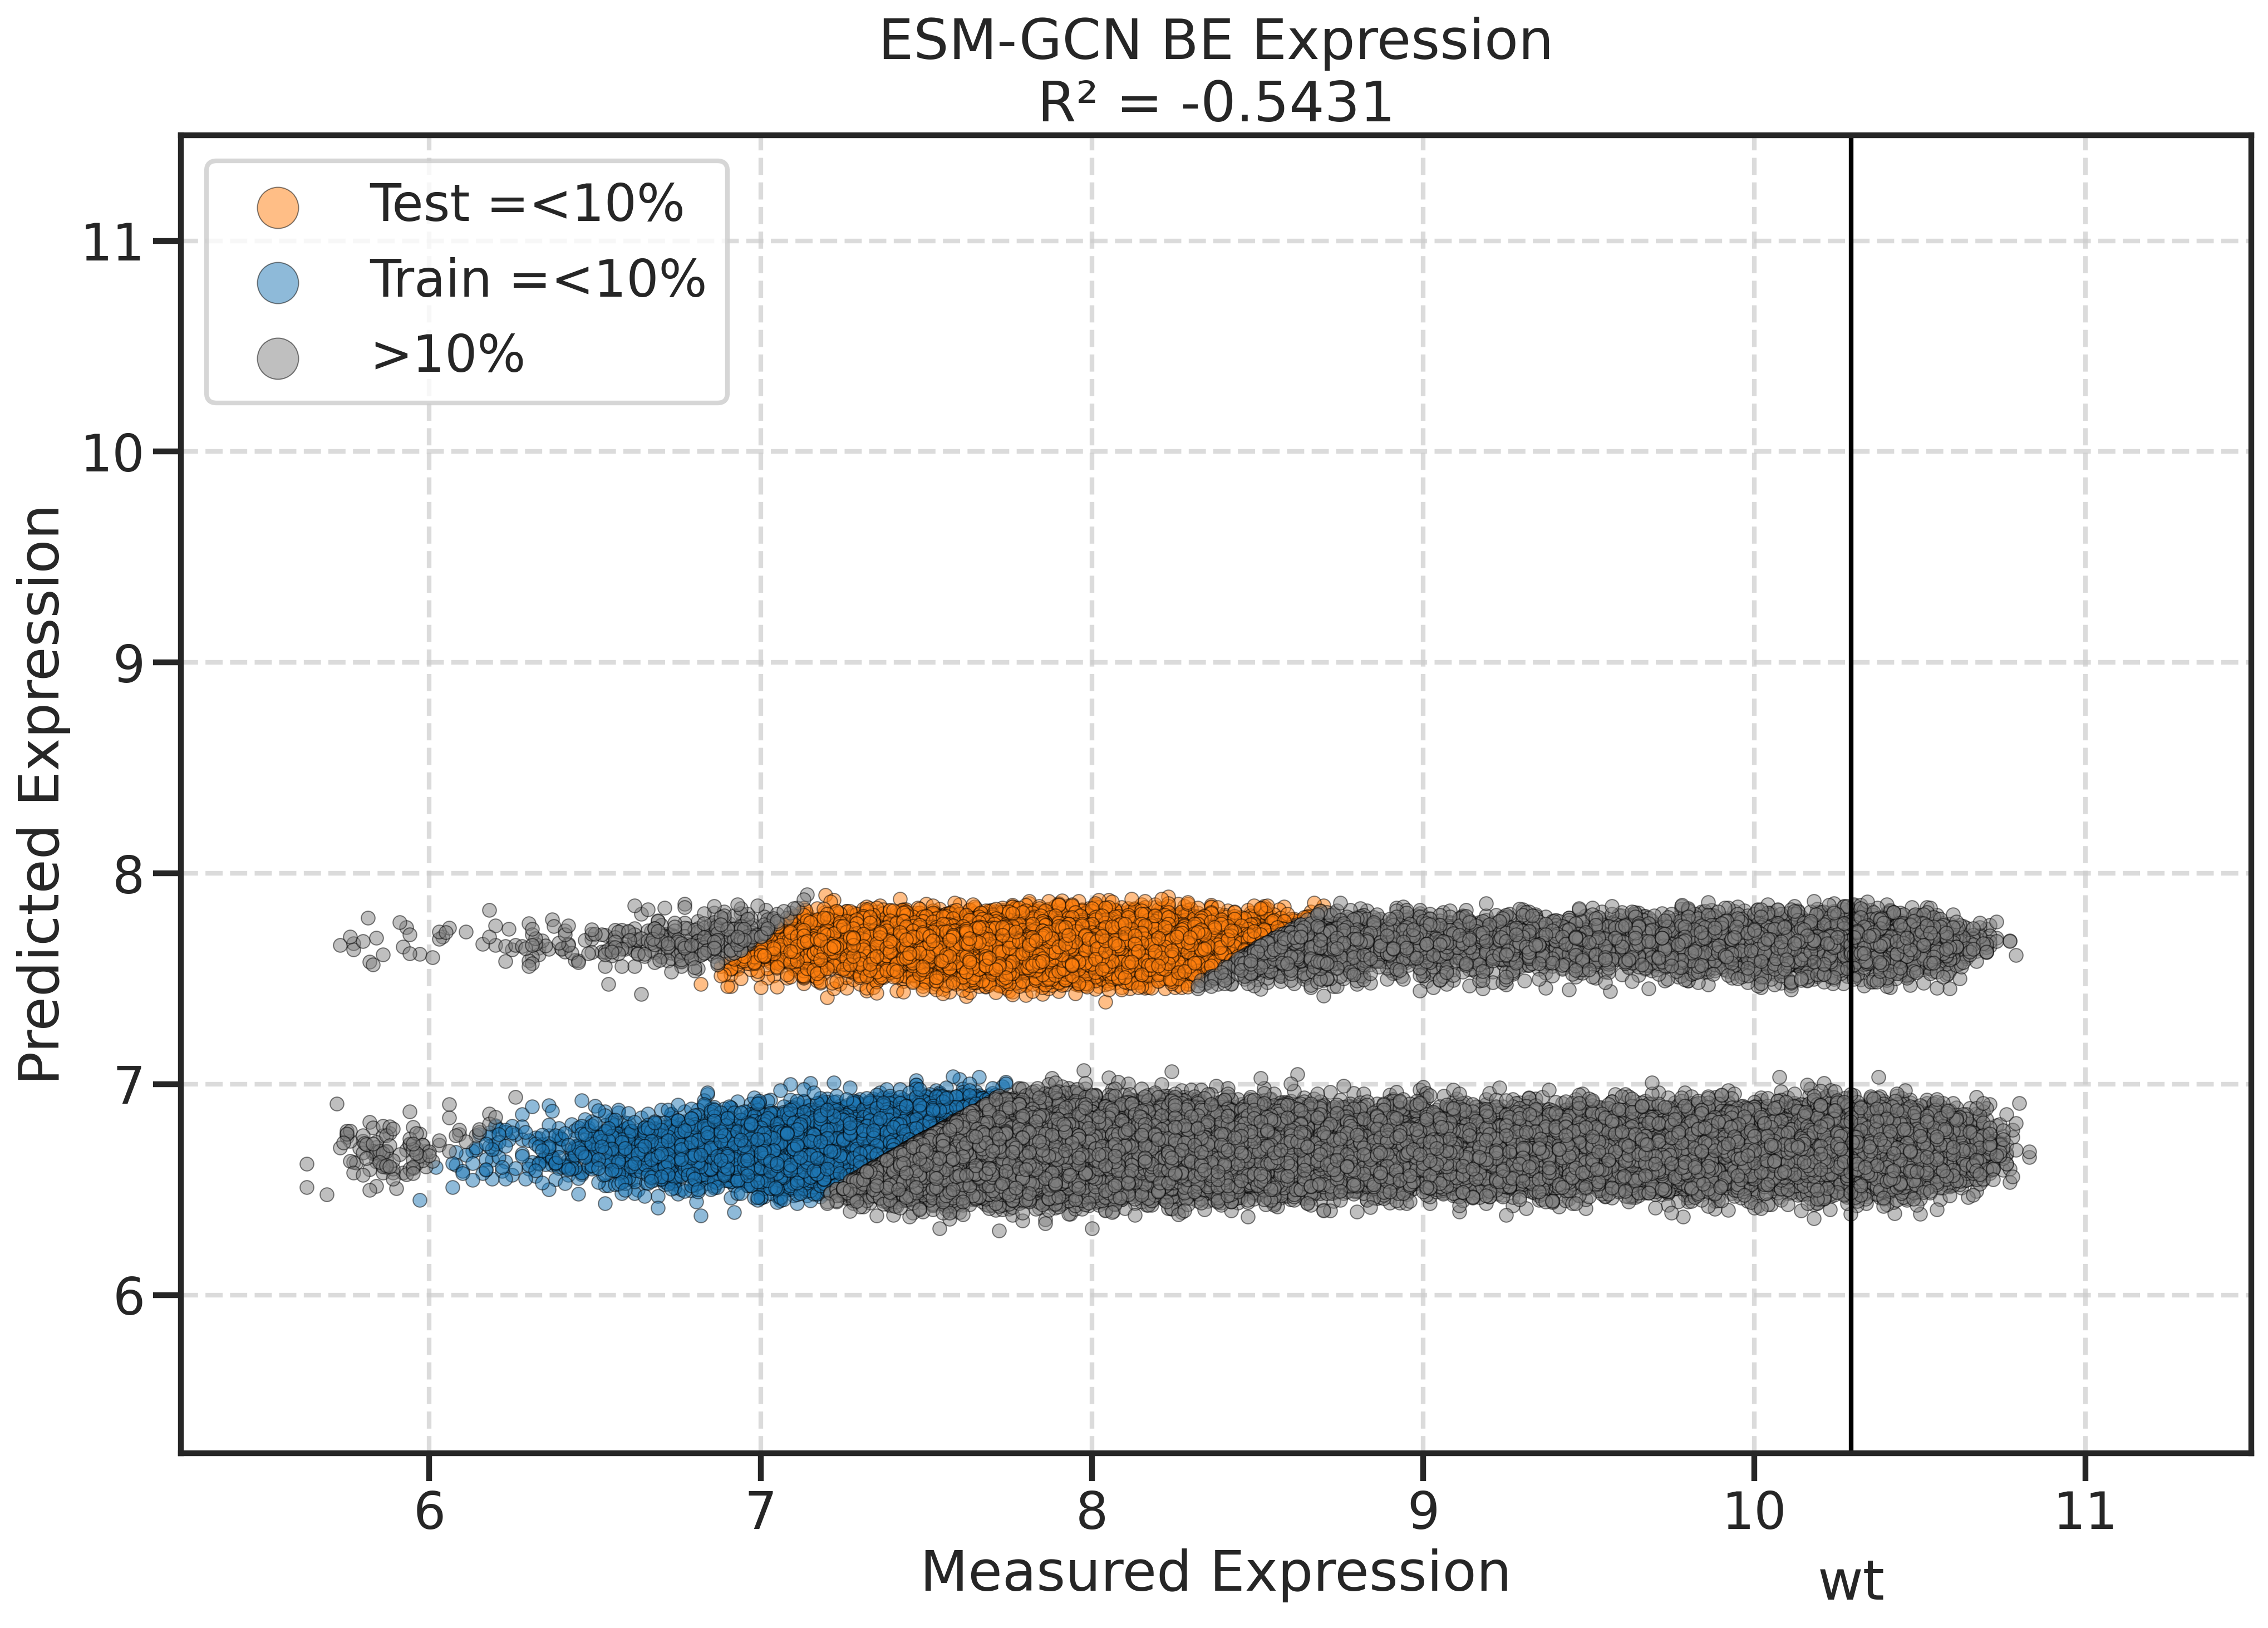 ESM-GCN BE Expression
R² = -0.5431
Test =<10%
Train =<10%
>10%
11
10
9
8
7
6
Predicted Expression
6
7
8
9
10
11
Measured Expression
wt